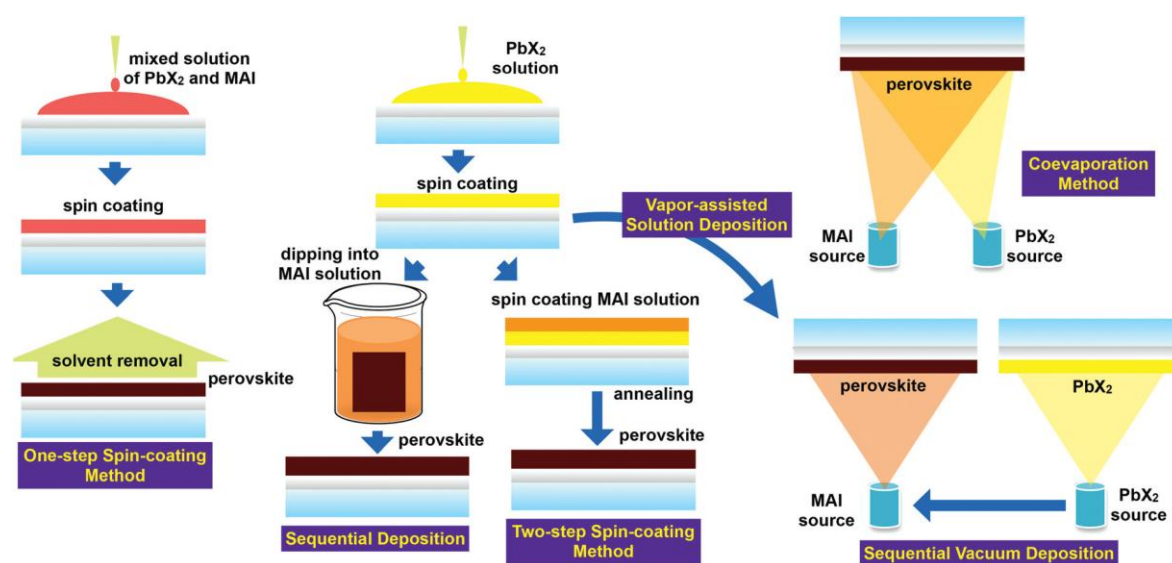 mixed solution
of PbX₂ and MAI
spin coating
solvent removal
perovskite
One-step Spin-coating
Method
PbX₂
solution
spin coating
dipping into
MAI solution
perovskite
Sequential Deposition
spin coating MAI solution
annealing
perovskite
Two-step Spin-coating
Method
Vapor-assisted
Solution Deposition
perovskite
Coevaporation
Method
MAI
source
PbX₂
source
perovskite
PbX₂
MAI
source
PbX₂
source
Sequential Vacuum Deposition